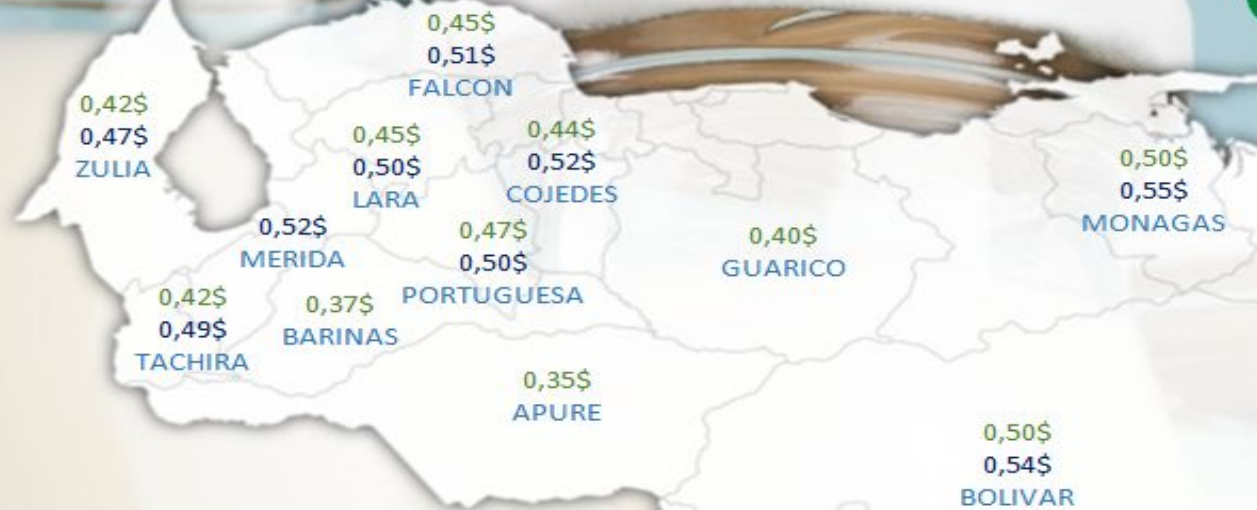 0,45$
0,51$
FALCON
0,42$
0,47$
ZULIA
0,45$
0,50$
LARA
0,44$
0,52$
COJEDES
0,50$
0,55$
MONAGAS
0,52$
MERIDA
0,47$
0,50$
PORTUGUESA
0,40$
GUARICO
0,42$
0,49$
TACHIRA
0,37$
BARINAS
0,35$
APURE
0,50$
0,54$
BOLIVAR